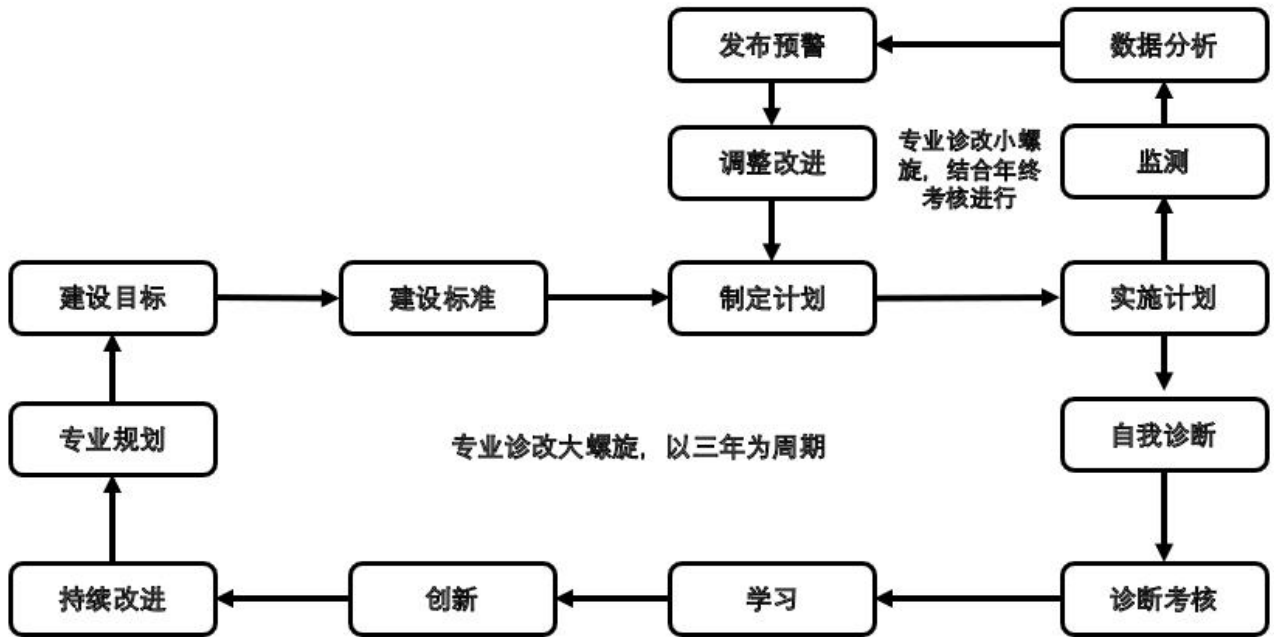 发布预警
数据分析
调整改进
专业诊改小螺
旋，结合年终
考核进行
监测
建设目标
建设标准
制定计划
实施计划
专业规划
专业诊改大螺旋，以三年为周期
自我诊断
持续改进
创新
学习
诊断考核